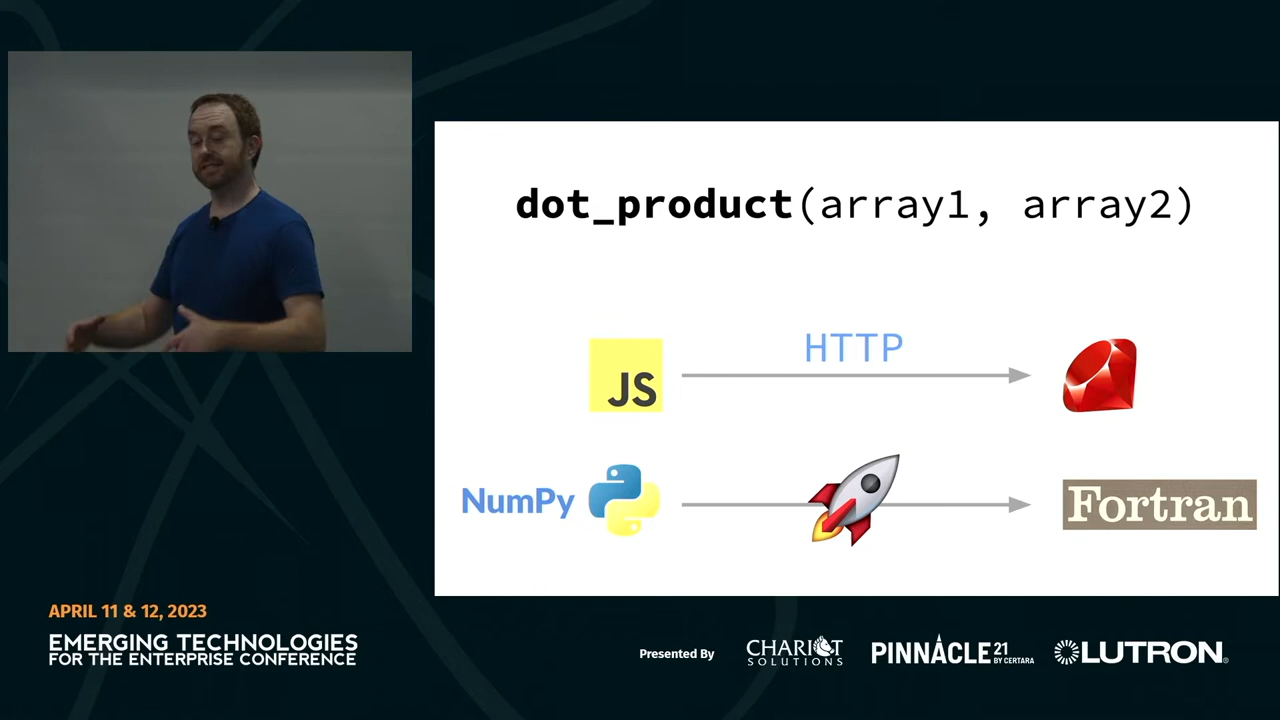 dot_product(array1, array2)
HTTP
JS
NumPy
Fortran
APRIL 11 & 12, 2023
EMERGING TECHNOLOGIES
FOR THE ENTERPRISE CONFERENCE
Presented By
CHARIOT
SOLUTIONS
PINNACLE 21
BY CERTARA
LUTRON